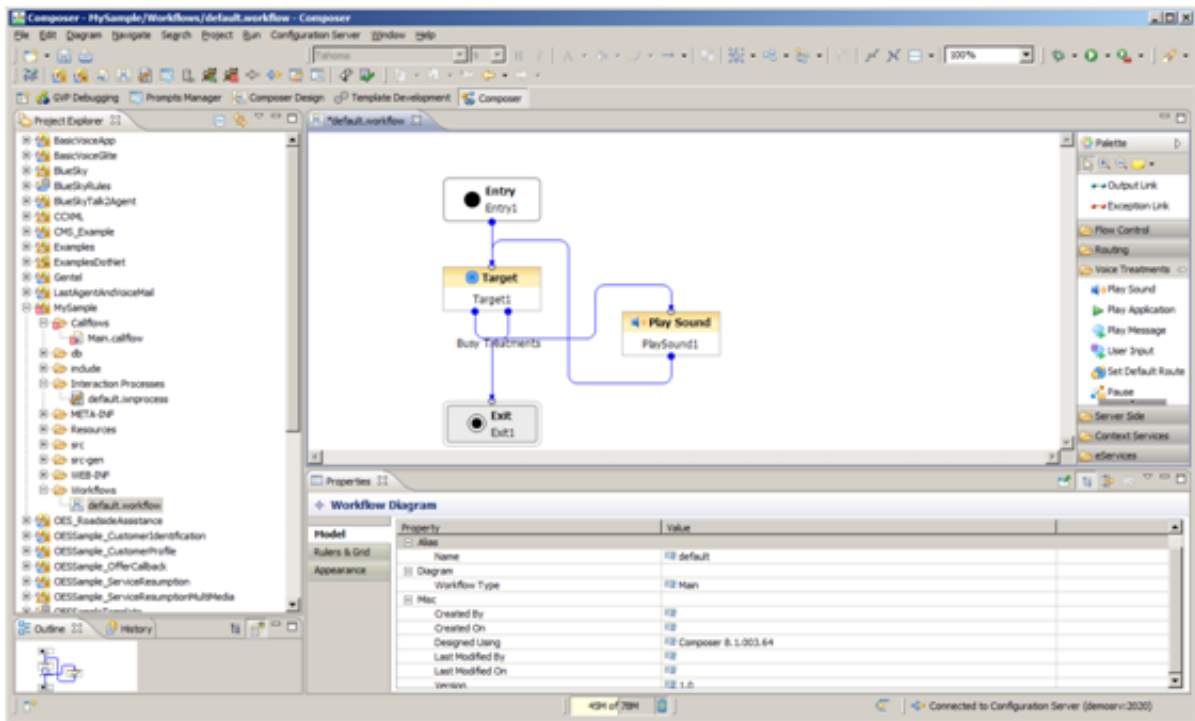 Composer - MySample/Workflows/default.workflow - Composer
File Edit Diagram Navigate Search Project Run Configuration Server Window Help
Tahoma 9 B I A 100%
GVP Debugging Prompts Manager Composer Design Template Development Composer
Project Explorer
BasicVoiceApp
BasicVoiceGlite
BlueSky
BlueSkyRules
BlueSkyTalk2Agent
CCXML
CMS_Example
Examples
ExamplesDotNet
Gentel
LastAgentAndVoiceMail
MySample
Callflows
Main.callflow
db
include
Interaction Processes
default.ixnprocess
META-INF
Resources
src
src-gen
WEB-INF
Workflows
default.workflow
OES_RoadsideAssistance
OESSample_CustomerIdentification
OESSample_CustomerProfile
OESSample_OfferCallback
OESSample_ServiceResumption
OESSample_ServiceResumptionMultiMedia
OESSampleTemplate
Outline History
*default.workflow
Entry
Entry1
Target
Target1
Busy Treatments
Play Sound
PlaySound1
Exit
Exit1
Palette
Output Link
Exception Link
Flow Control
Routing
Voice Treatments
Play Sound
Play Application
Play Message
User Input
Set Default Route
Pause
Server Side
Context Services
eServices
Properties
Workflow Diagram
Model
Rulers & Grid
Appearance
Property Value
Alias
Name default
Diagram
Workflow Type Main
Misc
Created By
Created On
Designed Using Composer 8.1.003.64
Last Modified By
Last Modified On
Version 1.0
45M of 78M
Connected to Configuration Server (demosrv:2020)